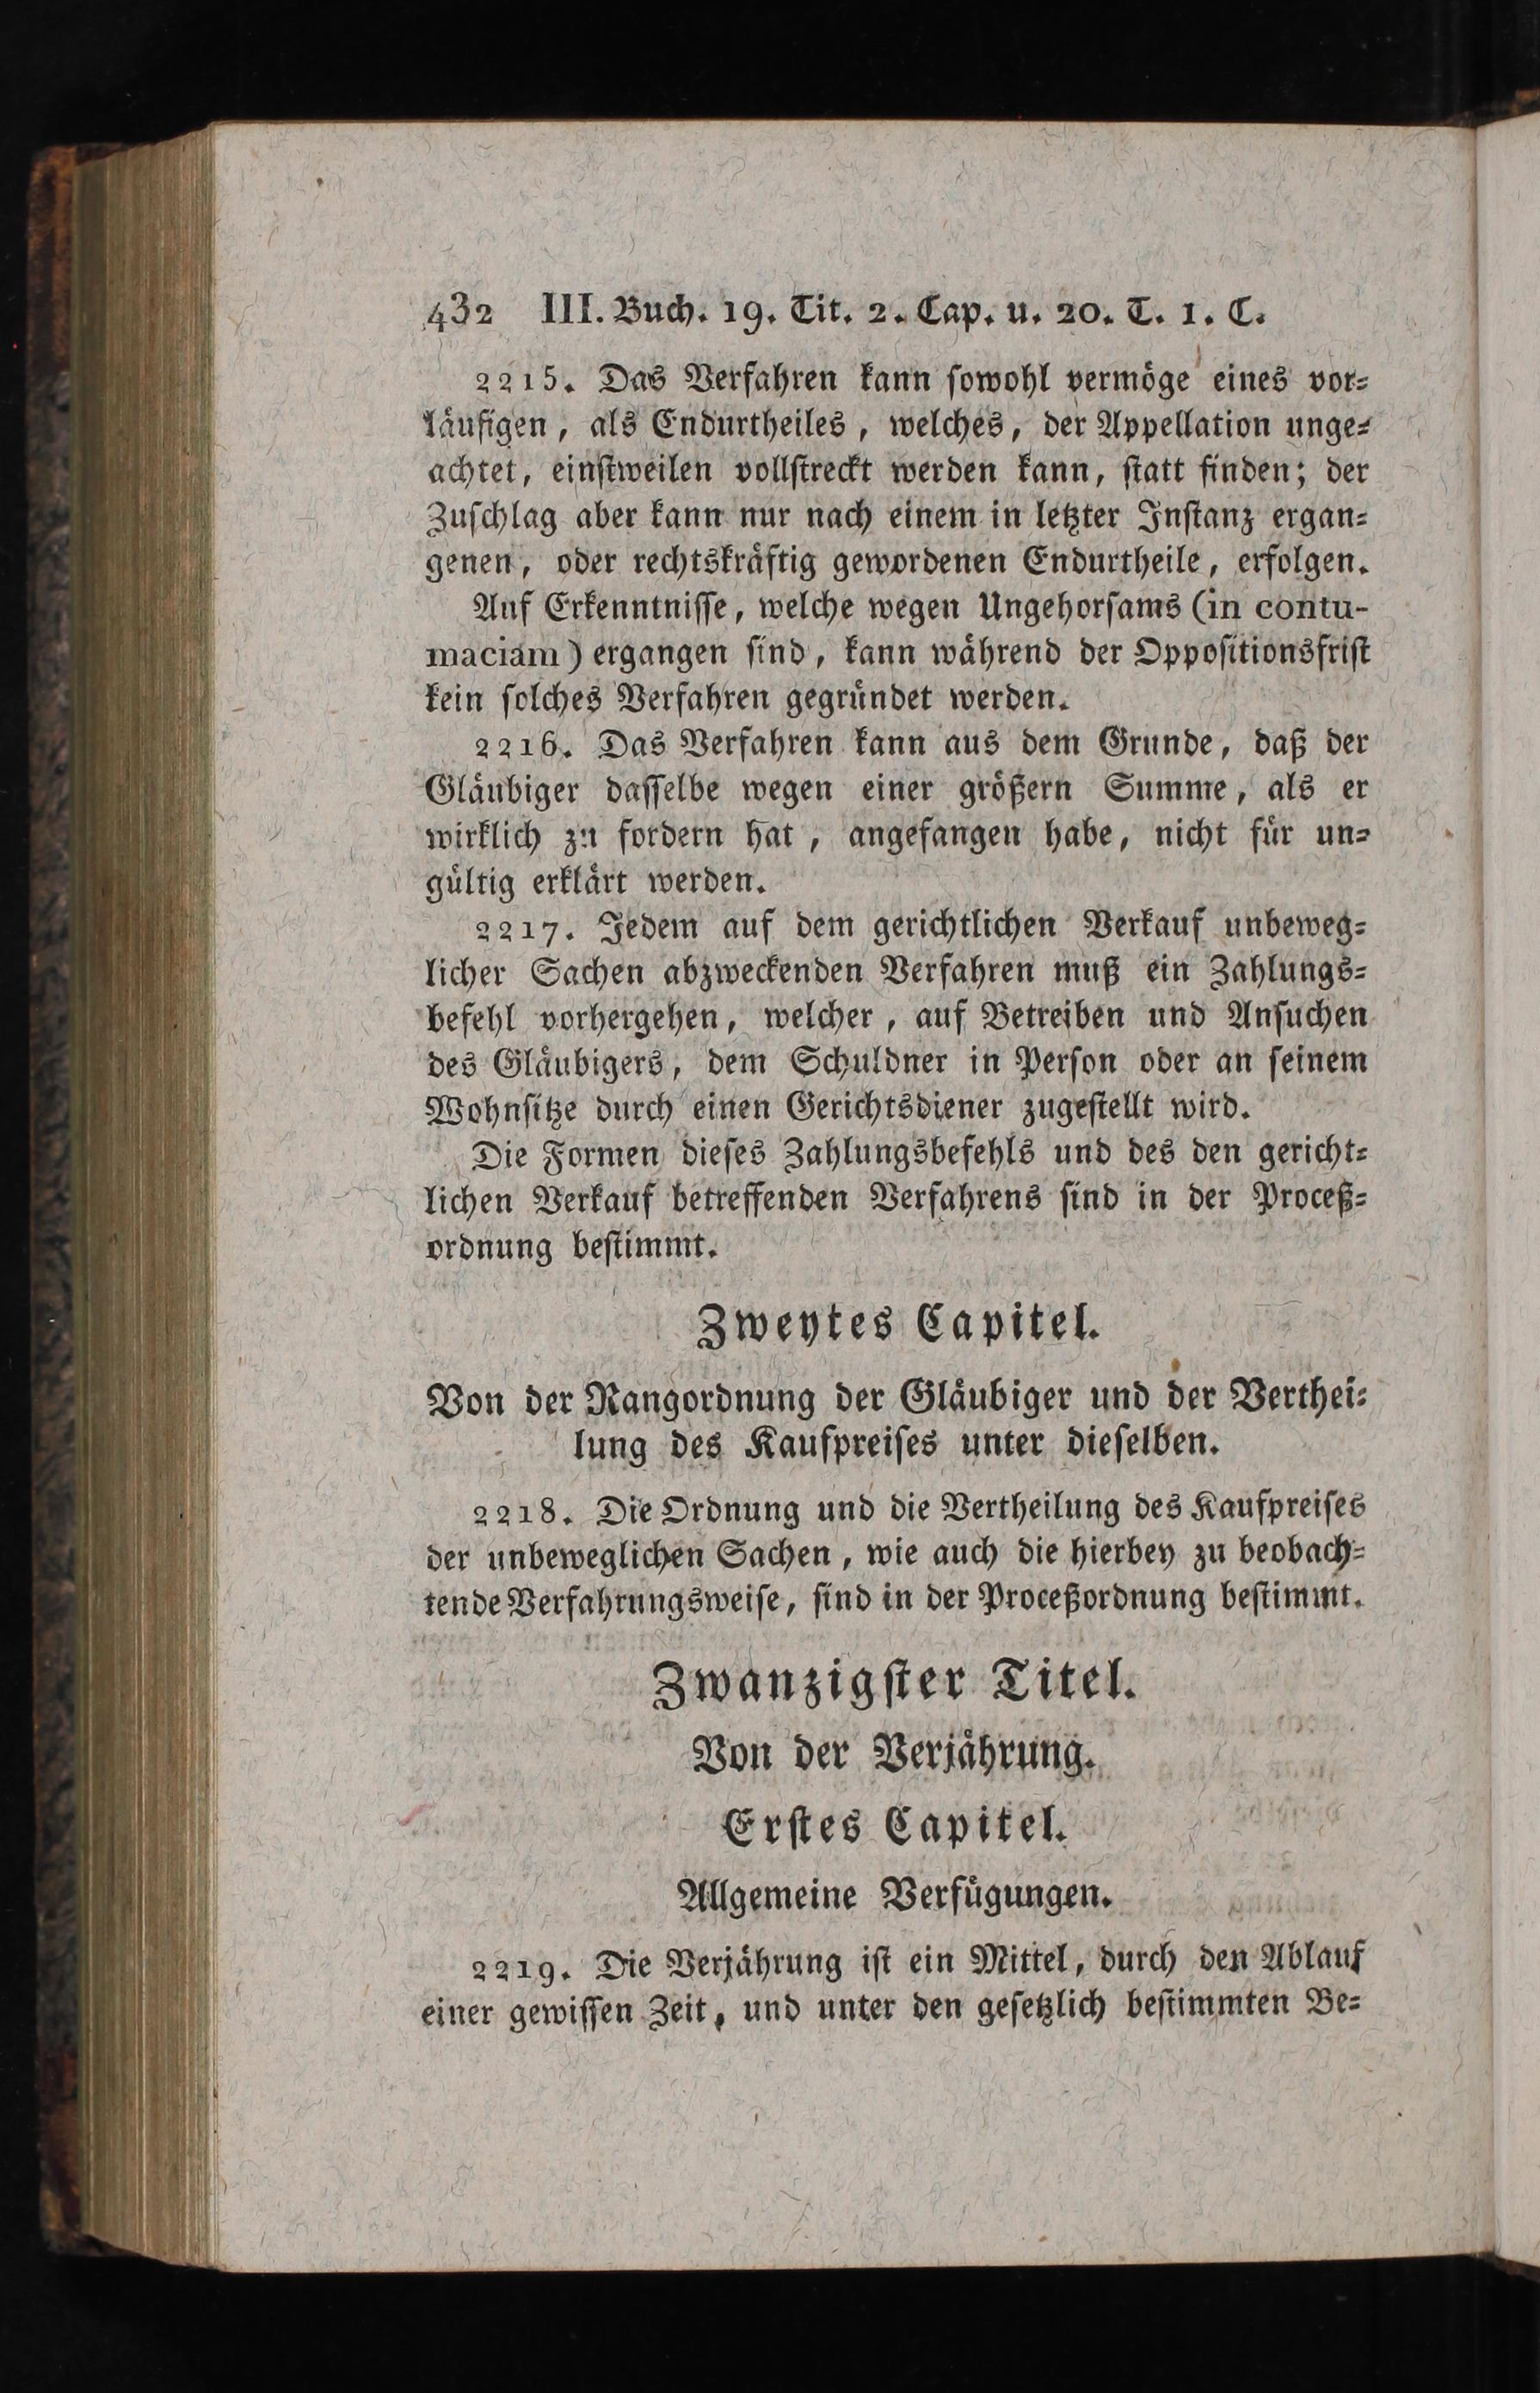 432 III. Buch. 19. Tit. 2. Cap. u. 20. T. 1. C.
2215. Das Verfahren kann ſowohl vermöge eines vor⸗
läufigen, als Endurtheiles, welches, der Appellation unge⸗
achtet, einſtweilen vollſtreckt werden kann, ſtatt finden; der
Zuſchlag aber kann nur nach einem in letzter Inſtanz ergan⸗
genen, oder rechtskräftig gewordenen Endurtheile, erfolgen.
Auf Erkenntniſſe, welche wegen Ungehorſams (in contu-
maciam) ergangen ſind, kann während der Oppoſitionsfriſt
kein ſolches Verfahren gegründet werden.
2216. Das Verfahren kann aus dem Grunde, daß der
Gläubiger daſſelbe wegen einer größern Summe, als er
wirklich zu fordern hat, angefangen habe, nicht für un⸗
gültig erklärt werden.
2217. Jedem auf dem gerichtlichen Verkauf unbeweg⸗
licher Sachen abzweckenden Verfahren muß ein Zahlungs⸗
befehl vorhergehen, welcher, auf Betreiben und Anſuchen
des Gläubigers, dem Schuldner in Perſon oder an ſeinem
Wohnſitze durch einen Gerichtsdiener zugeſtellt wird.
Die Formen dieſes Zahlungsbefehls und des den gericht⸗
lichen Verkauf betreffenden Verfahrens ſind in der Proceß⸗
ordnung beſtimmt.
Zweytes Capitel.
Von der Rangordnung der Gläubiger und der Verthei⸗
lung des Kaufpreiſes unter dieſelben.
2218. Die Ordnung und die Vertheilung des Kaufpreiſes
der unbeweglichen Sachen, wie auch die hierbey zu beobach⸗
tende Verfahrungsweiſe, ſind in der Proceßordnung beſtimmt.
Zwanzigſter Titel.
Von der Verjährung.
Erſtes Capitel.
Allgemeine Verfügungen.
2219. Die Verjährung iſt ein Mittel, durch den Ablauf
einer gewiſſen Zeit, und unter den geſetzlich beſtimmten Be⸗